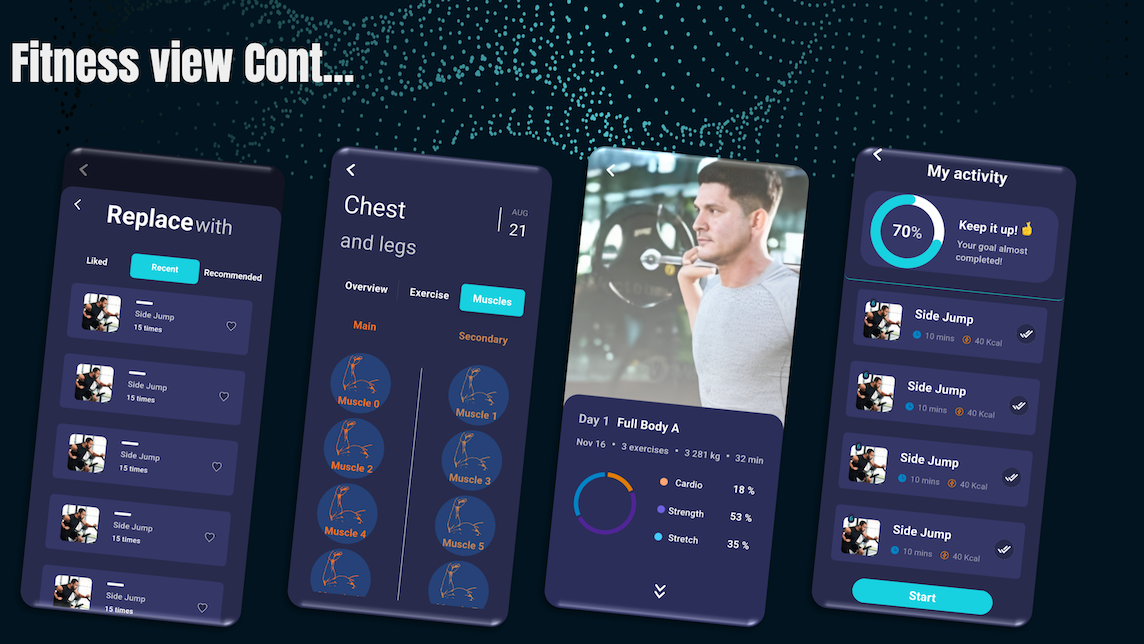 Fitness view Cont...
Replace with
Liked Recent Recommended
Side Jump
15 times
Side Jump
15 times
Side Jump
15 times
Side Jump
15 times
Side Jump
15 times
Chest
and legs
AUG
21
Overview Exercise Muscles
Main Secondary
Muscle 0 Muscle 1
Muscle 2 Muscle 3
Muscle 4 Muscle 5
Day 1 Full Body A
Nov 16 • 3 exercises • 3 281 kg • 32 min
Cardio 18 %
Strength 53 %
Stretch 35 %
My activity
70%
Keep it up! 👍
Your goal almost
completed!
Side Jump
10 mins 40 Kcal
Side Jump
10 mins 40 Kcal
Side Jump
10 mins 40 Kcal
Side Jump
10 mins 40 Kcal
Start